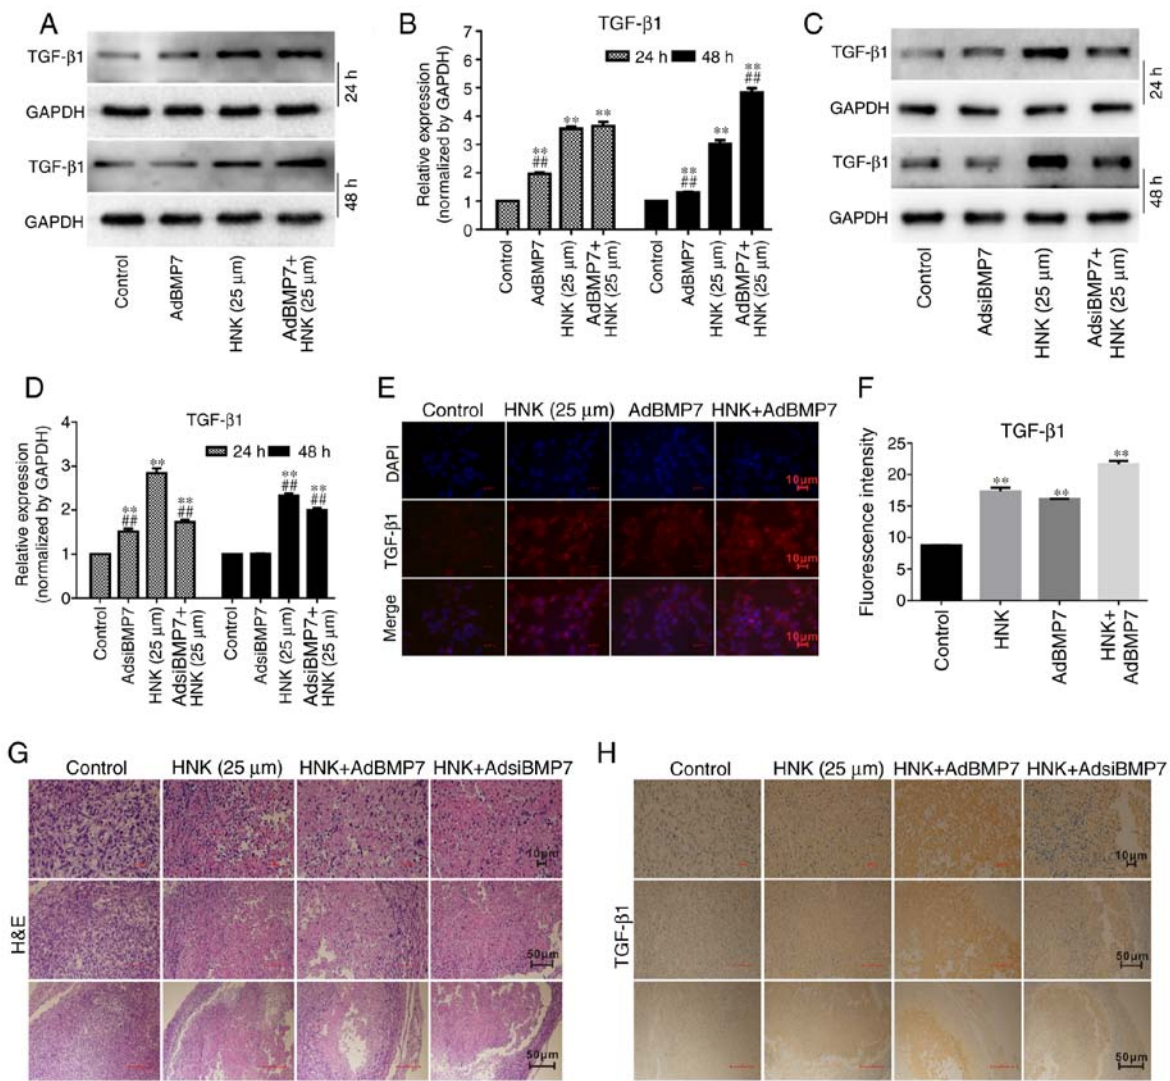 A
TGF-β1
GAPDH
24 h
TGF-β1
GAPDH
48 h
Control
AdBMP7
HNK (25 μm)
AdBMP7+
HNK (25 μm)
B
TGF-β1
24 h
48 h
Relative expression
(normalized by GAPDH)
7
6
5
4
3
2
1
0
**
##
**
**
**
##
**
**
##
Control
AdBMP7
HNK (25 μm)
AdBMP7+
HNK (25 μm)
Control
AdBMP7
HNK (25 μm)
AdBMP7+
HNK (25 μm)
C
TGF-β1
GAPDH
24 h
TGF-β1
GAPDH
48 h
Control
AdsiBMP7
HNK (25 μm)
AdsiBMP7+
HNK (25 μm)
D
TGF-β1
24 h
48 h
Relative expression
(normalized by GAPDH)
4
3
2
1
0
**
##
**
**
##
**
##
**
##
Control
AdsiBMP7
HNK (25 μm)
AdsiBMP7+
HNK (25 μm)
Control
AdsiBMP7
HNK (25 μm)
AdsiBMP7+
HNK (25 μm)
E
Control HNK (25 μm) AdBMP7 HNK+AdBMP7
DAPI
10μm
TGF-β1
10μm
Merge
10μm
F
TGF-β1
Fluorescence intensity
25
20
15
10
5
0
**
**
**
Control
HNK
AdBMP7
HNK+
AdBMP7
G
Control HNK (25 μm) HNK+AdBMP7 HNK+AdsiBMP7
H&E
10μm
50μm
50μm
H
Control HNK (25 μm) HNK+AdBMP7 HNK+AdsiBMP7
TGF-β1
10μm
50μm
50μm